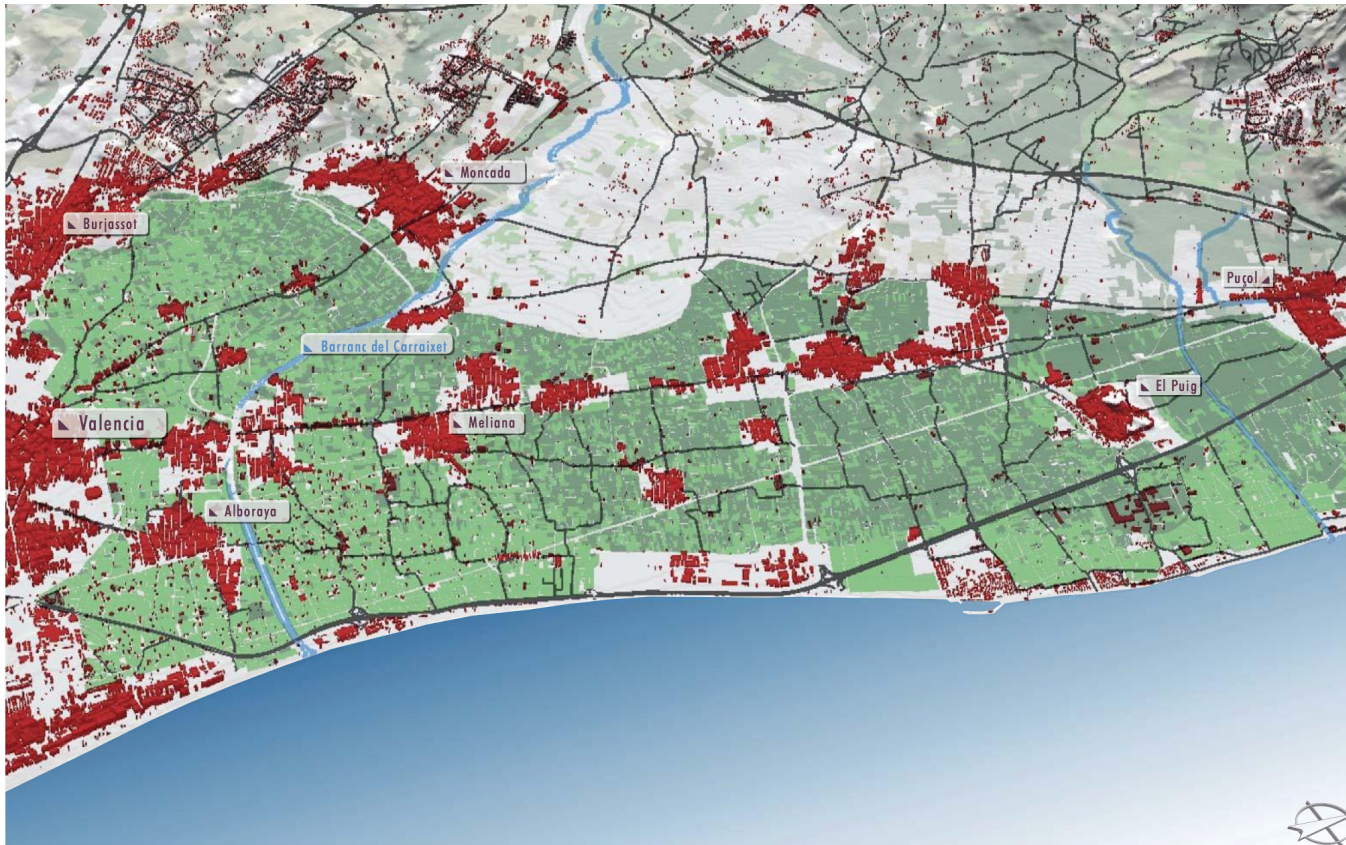 Moncada
Burjassot
Puçol
Barranc del Carraixet
El Puig
Valencia
Meliana
Alboraya